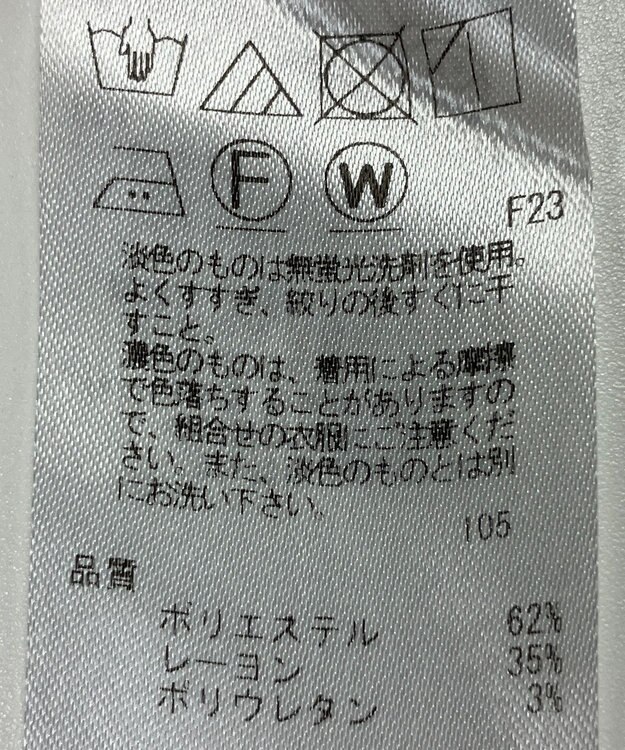 F
W
F23
淡色のものは無蛍光洗剤を使用。
よくすすぎ、絞りの後すぐに干
すこと。
濃色のものは、着用による摩擦
で色落ちすることがありますの
で、組合せの衣服にご注意くだ
さい。また、淡色のものとは別
にお洗い下さい。
105
品質
ポリエステル 62%
レーヨン 35%
ポリウレタン 3%